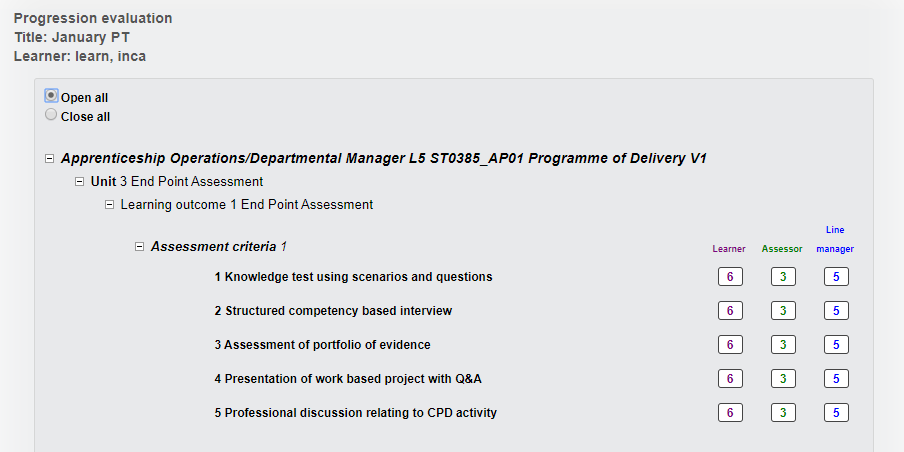 Progression evaluation
Title: January PT
Learner: learn, inca
Open all
Close all
Apprenticeship Operations/Departmental Manager L5 ST0385_AP01 Programme of Delivery V1
Unit 3 End Point Assessment
Learning outcome 1 End Point Assessment
Line
Assessment criteria 1 Learner Assessor manager
1 Knowledge test using scenarios and questions 6 3 5
2 Structured competency based interview 6 3 5
3 Assessment of portfolio of evidence 6 3 5
4 Presentation of work based project with Q&A 6 3 5
5 Professional discussion relating to CPD activity 6 3 5